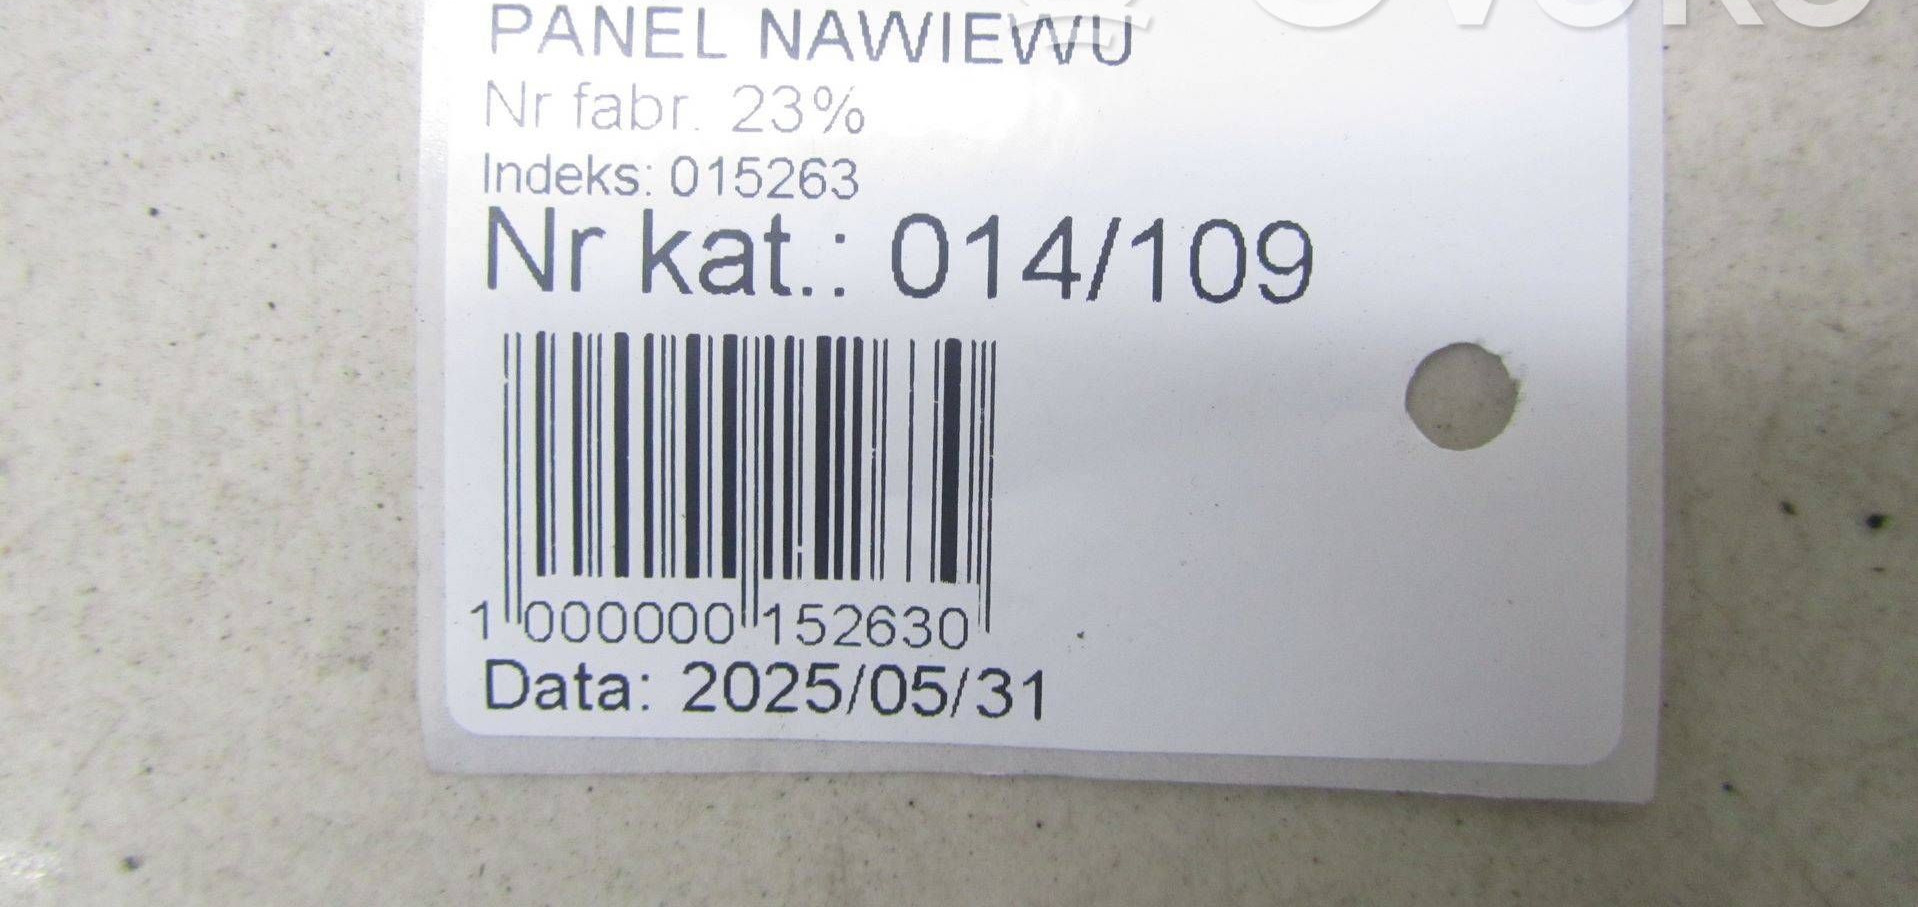 PANEL NAWIEWU
Nr fabr. 23%
Indeks: 015263
Nr kat.: 014/109
1 000000 152630
Data: 2025/05/31